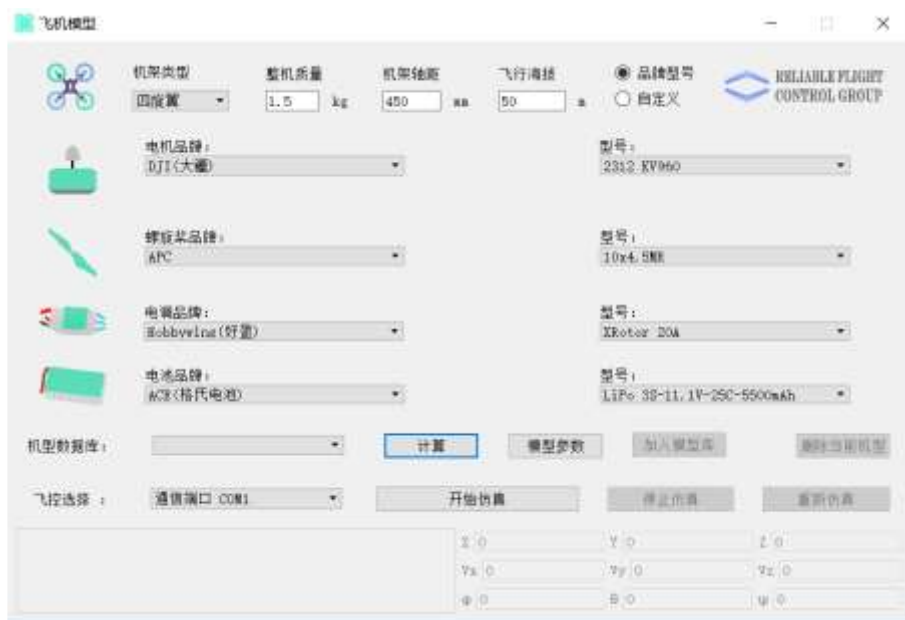 飞机模型
机架类型 整机质量 机架轴距 飞行海拔 品牌型号 RELIABLE FLIGHT
四旋翼 1.5 kg 450 mm 50 m 自定义 CONTROL GROUP
电机品牌: 型号:
DJI(大疆) 2312 KV960
螺旋桨品牌: 型号:
APC 10x4.5MR
电调品牌: 型号:
Hobbywing(好盈) XRotor 20A
电池品牌: 型号:
ACE(格氏电池) LiPo 3S-11.1V-25C-5500mAh
机型数据库: 计算 模型参数 加入模型库 删除当前机型
飞控选择 : 通信端口 COM1 开始仿真 停止仿真 重新仿真
X 0 Y 0 Z 0
Vx 0 Vy 0 Vz 0
φ 0 θ 0 ψ 0